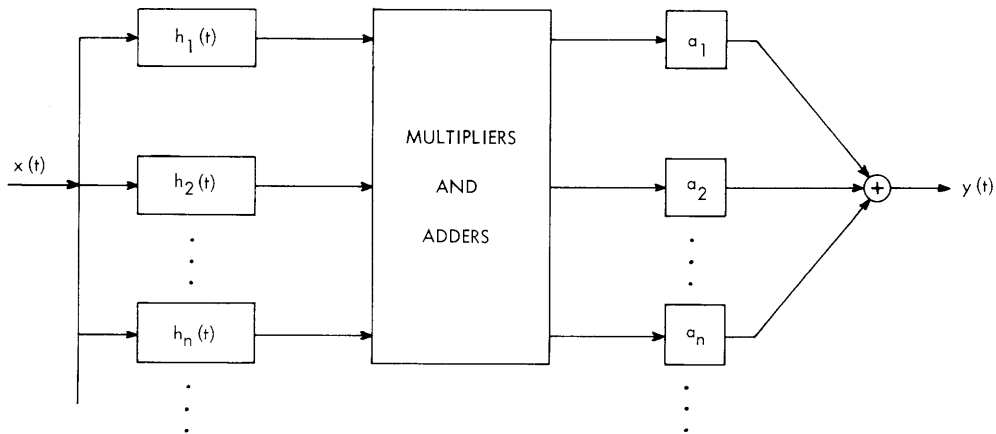 h₁(t)
a₁
x(t)
MULTIPLIERS
AND
ADDERS
h₂(t)
a₂
y(t)
+
hₙ(t)
aₙ